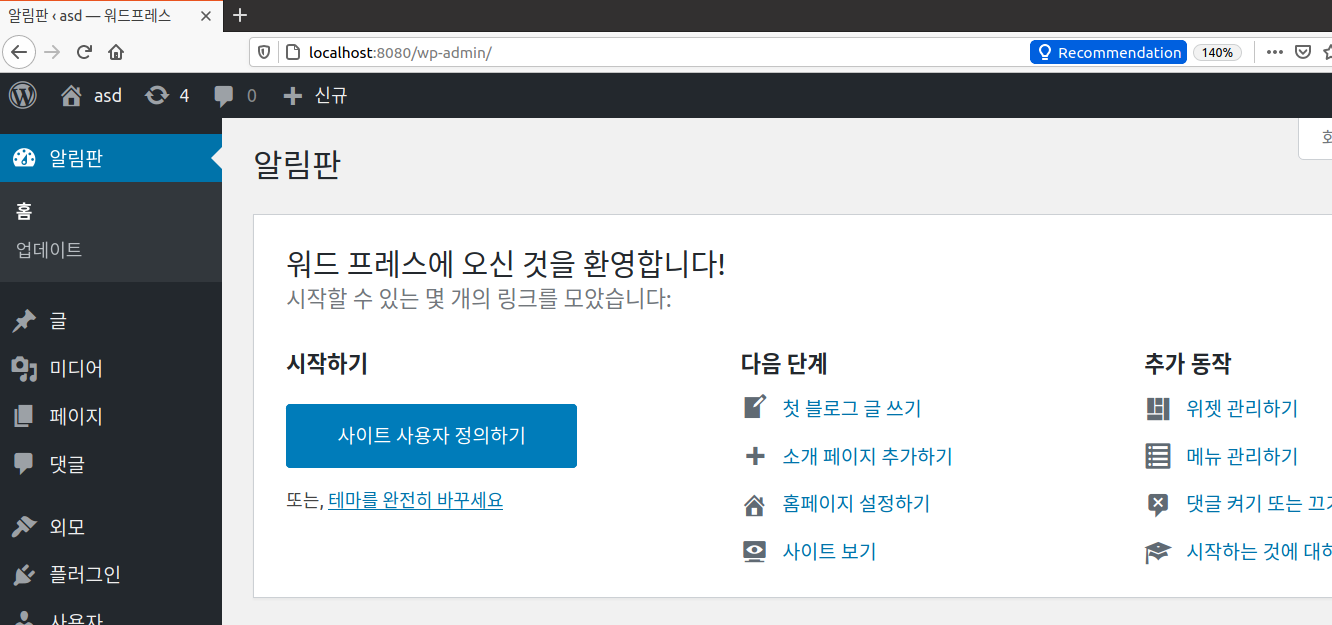 알림판 ‹ asd — 워드프레스
localhost:8080/wp-admin/
Recommendation
140%
asd
4
0
신규
알림판
홈
업데이트
글
미디어
페이지
댓글
외모
플러그인
사용자
알림판
워드 프레스에 오신 것을 환영합니다!
시작할 수 있는 몇 개의 링크를 모았습니다:
시작하기
사이트 사용자 정의하기
또는, 테마를 완전히 바꾸세요
다음 단계
첫 블로그 글 쓰기
소개 페이지 추가하기
홈페이지 설정하기
사이트 보기
추가 동작
위젯 관리하기
메뉴 관리하기
댓글 켜기 또는 끄기
시작하는 것에 대해